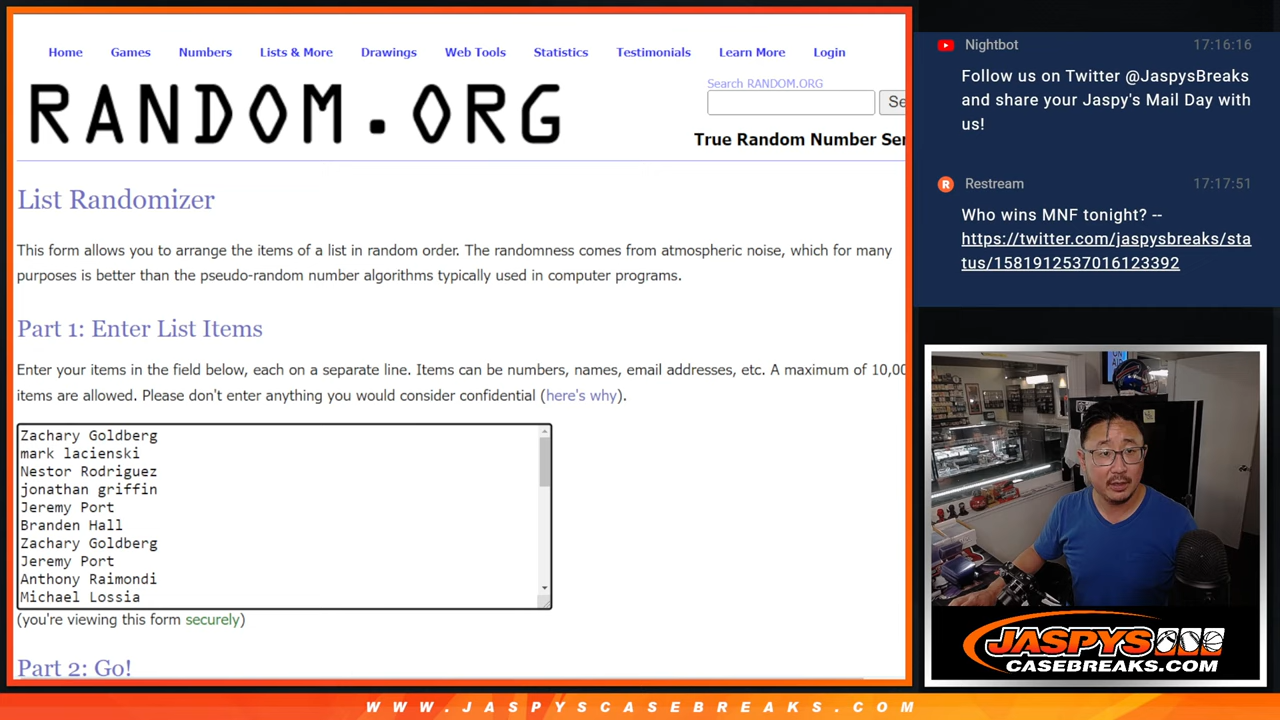 Home Games Numbers Lists & More Drawings Web Tools Statistics Testimonials Learn More Login
RANDOM.ORG
Search RANDOM.ORG
Se
True Random Number Ser
List Randomizer
This form allows you to arrange the items of a list in random order. The randomness comes from atmospheric noise, which for many
purposes is better than the pseudo-random number algorithms typically used in computer programs.
Part 1: Enter List Items
Enter your items in the field below, each on a separate line. Items can be numbers, names, email addresses, etc. A maximum of 10,00
items are allowed. Please don't enter anything you would consider confidential (here's why).
Zachary Goldberg
mark lacienski
Nestor Rodriguez
jonathan griffin
Jeremy Port
Branden Hall
Zachary Goldberg
Jeremy Port
Anthony Raimondi
Michael Lossia
(you're viewing this form securely)
Part 2: Go!
Nightbot 17:16:16
Follow us on Twitter @JaspysBreaks
and share your Jaspy's Mail Day with
us!
Restream 17:17:51
Who wins MNF tonight? --
https://twitter.com/jaspysbreaks/sta
tus/1581912537016123392
JASPYS
CASEBREAKS.COM
WWW.JASPYSCASEBREAKS.COM